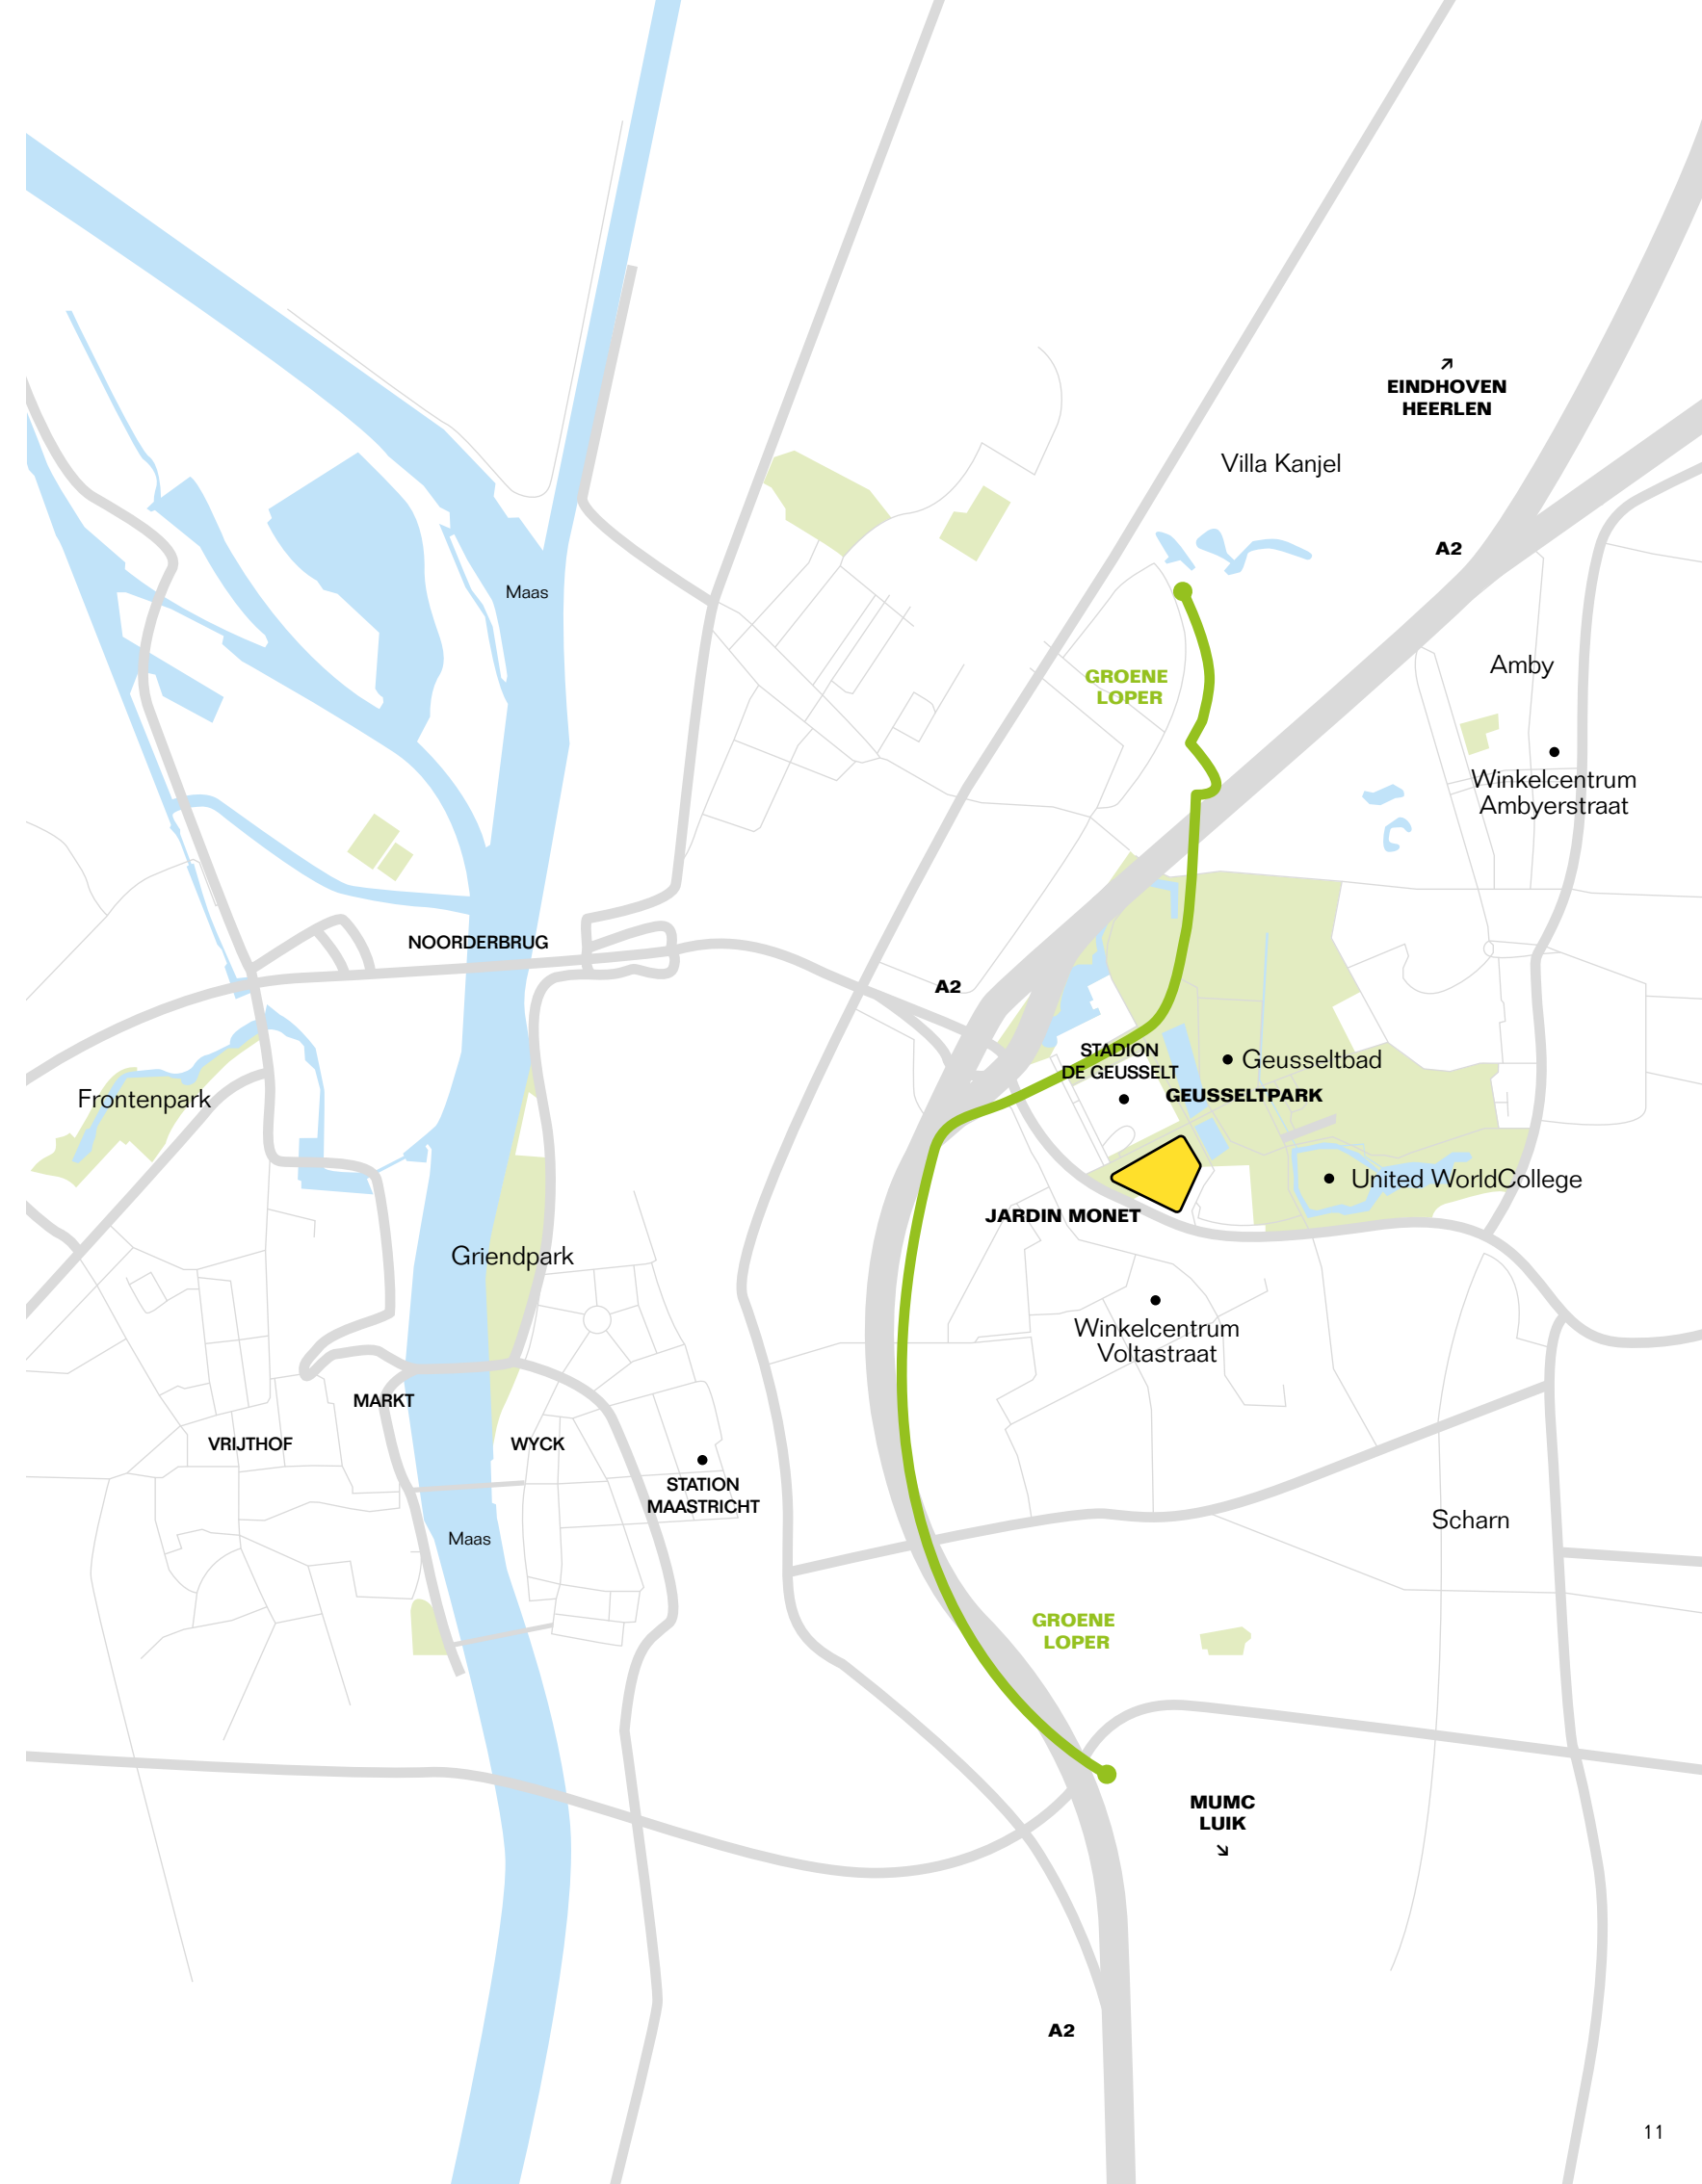 EINDHOVEN
HEERLEN
Villa Kanjel
A2
Maas
Amby
GROENE
LOPER
Winkelcentrum
Ambyerstraat
NOORDERBRUG
A2
STADION
DE GEUSSELT
Geusseltbad
GEUSSELTPARK
Frontenpark
United WorldCollege
JARDIN MONET
Griendpark
Winkelcentrum
Voltastraat
MARKT
VRIJTHOF
WYCK
STATION
MAASTRICHT
Scharn
Maas
GROENE
LOPER
MUMC
LUIK
A2
11